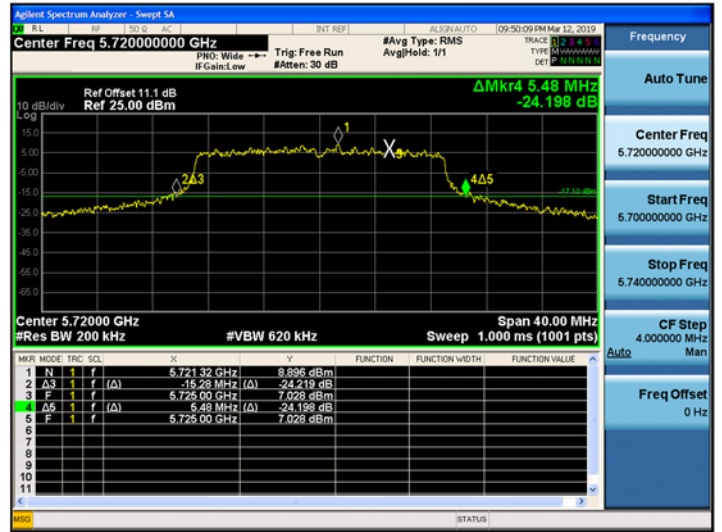 Agilent Spectrum Analyzer - Swept SA
RL RF 50 Ω AC INT REF ALIGN AUTO 09:50:09 PM Mar 12, 2019
Center Freq 5.720000000 GHz
PNO: Wide
IFGain:Low
Trig: Free Run
#Atten: 30 dB
#Avg Type: RMS
Avg|Hold: 1/1
TRACE 1 2 3 4 5 6
TYPE M
DET P N N N N N
Ref Offset 11.1 dB
Ref 25.00 dBm
10 dB/div
Log
ΔMkr4 5.48 MHz
-24.198 dB
15.0
5.00
-5.00
-15.0
-25.0
-35.0
-45.0
-55.0
-65.0
1
2Δ3
4Δ5
-17.10 dBm
Center 5.72000 GHz
Span 40.00 MHz
#Res BW 200 kHz
#VBW 620 kHz
Sweep 1.000 ms (1001 pts)
MKR MODE TRC SCL X Y FUNCTION FUNCTION WIDTH FUNCTION VALUE
1 N 1 f 5.721 32 GHz 8.896 dBm
2 Δ3 1 f (Δ) -15.28 MHz (Δ) -24.219 dB
3 F 1 f 5.725 00 GHz 7.028 dBm
4 Δ5 1 f (Δ) 5.48 MHz (Δ) -24.198 dB
5 F 1 f 5.725 00 GHz 7.028 dBm
6
7
8
9
10
11
MSG
STATUS
Frequency
Auto Tune
Center Freq
5.720000000 GHz
Start Freq
5.700000000 GHz
Stop Freq
5.740000000 GHz
CF Step
4.000000 MHz
Auto Man
Freq Offset
0 Hz